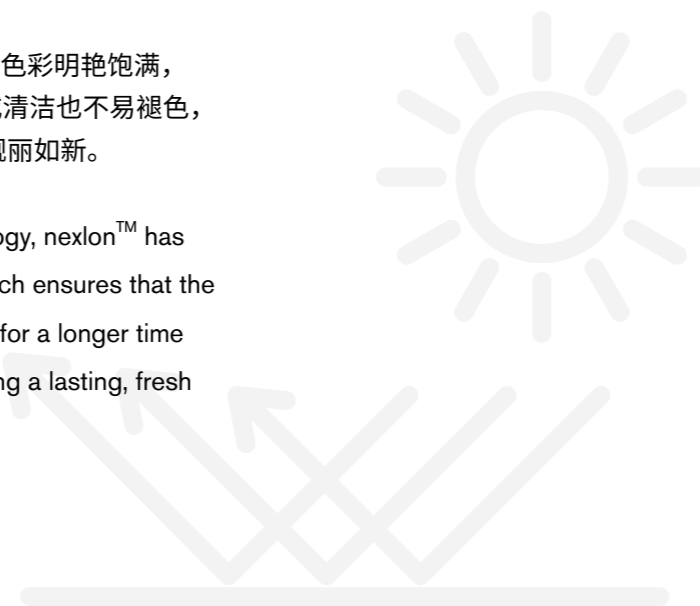 色彩明艳饱满，
清洁也不易褪色，
丽如新。
ogy, nexlon™ has
ch ensures that the
for a longer time
ng a lasting, fresh